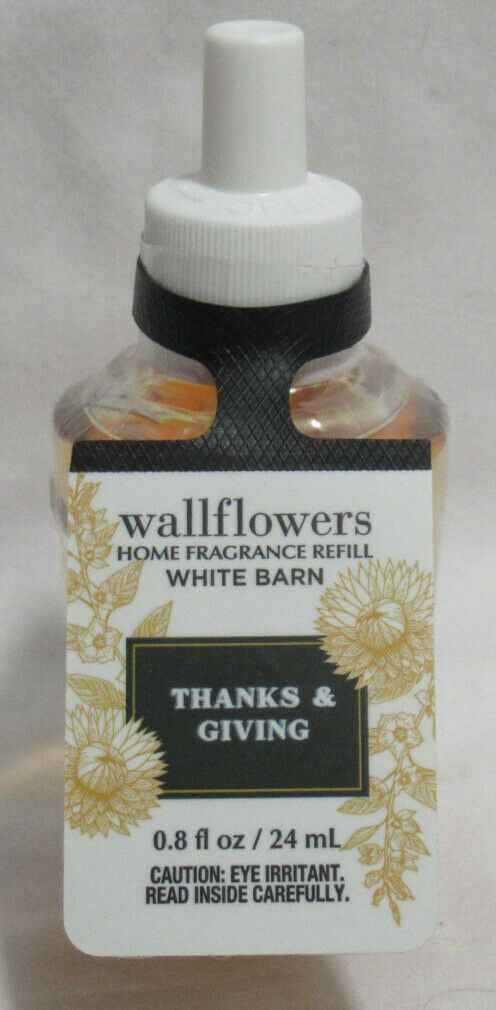 wallflowers
HOME FRAGRANCE REFILL
WHITE BARN
THANKS &
GIVING
0.8 fl oz / 24 mL
CAUTION: EYE IRRITANT.
READ INSIDE CAREFULLY.